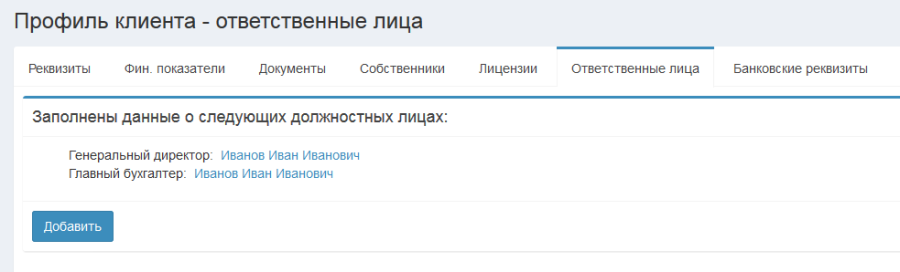 Профиль клиента - ответственные лица
Реквизиты Фин. показатели Документы Собственники Лицензии Ответственные лица Банковские реквизиты
Заполнены данные о следующих должностных лицах:
Генеральный директор: Иванов Иван Иванович
Главный бухгалтер: Иванов Иван Иванович
Добавить